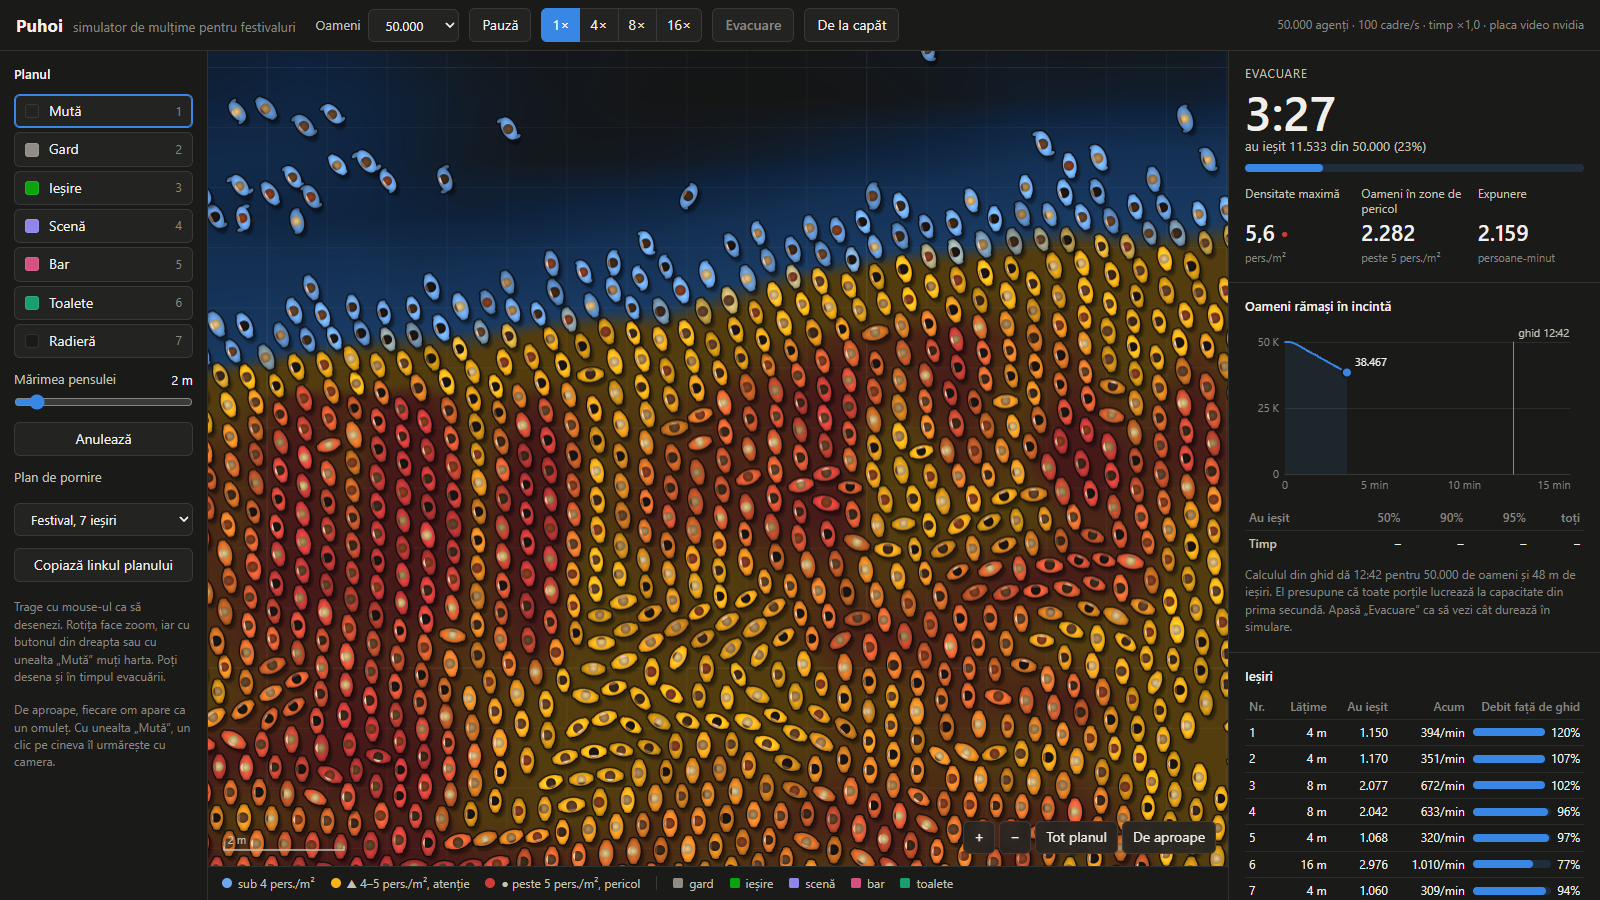 Puhoi simulator de mulțime pentru festivaluri Oameni 50.000 Pauză 1× 4× 8× 16× Evacuare De la capăt 50.000 agenți · 100 cadre/s · timp ×1,0 · placa video nvidia
Planul
Mută 1
Gard 2
Ieșire 3
Scenă 4
Bar 5
Toalete 6
Radieră 7
Mărimea pensulei 2 m
Anulează
Plan de pornire
Festival, 7 ieșiri
Copiază linkul planului
Trage cu mouse-ul ca să
desenezi. Rotița face zoom, iar cu
butonul din dreapta sau cu
unealta „Mută” muți harta. Poți
desena și în timpul evacuării.
De aproape, fiecare om apare ca
un omuleț. Cu unealta „Mută”, un
clic pe cineva îl urmărește cu
camera.
2 m
+ − Tot planul De aproape
sub 4 pers./m² ▲ 4–5 pers./m², atenție ● peste 5 pers./m², pericol gard ieșire scenă bar toalete
EVACUARE
3:27
au ieșit 11.533 din 50.000 (23%)
Densitate maximă Oameni în zone de pericol Expunere
5,6 ● 2.282 2.159
pers./m² peste 5 pers./m² persoane-minut
Oameni rămași în incintă
ghid 12:42
50 K
38.467
25 K
0
0 5 min 10 min 15 min
Au ieșit 50% 90% 95% toți
Timp – – – –
Calculul din ghid dă 12:42 pentru 50.000 de oameni și 48 m de
ieșiri. El presupune că toate porțile lucrează la capacitate din
prima secundă. Apasă „Evacuare” ca să vezi cât durează în
simulare.
Ieșiri
Nr. Lățime Au ieșit Acum Debit față de ghid
1 4 m 1.150 394/min 120%
2 4 m 1.170 351/min 107%
3 8 m 2.077 672/min 102%
4 8 m 2.042 633/min 96%
5 4 m 1.068 320/min 97%
6 16 m 2.976 1.010/min 77%
7 4 m 1.060 309/min 94%